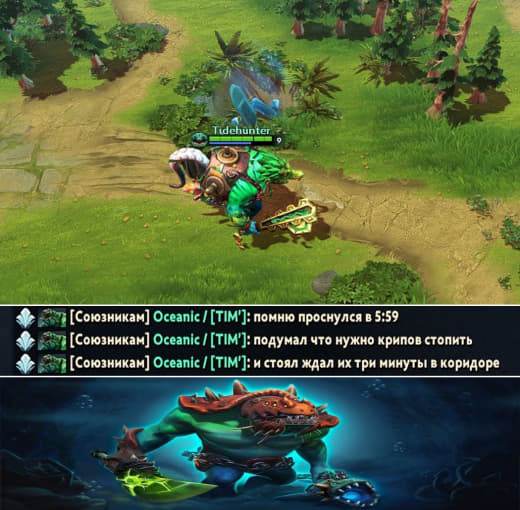 Tidehunter
9
[Союзникам] Oceanic / [TIM']: помню проснулся в 5:59
[Союзникам] Oceanic / [TIM']: подумал что нужно крипов стопить
[Союзникам] Oceanic / [TIM']: и стоял ждал их три минуты в коридоре